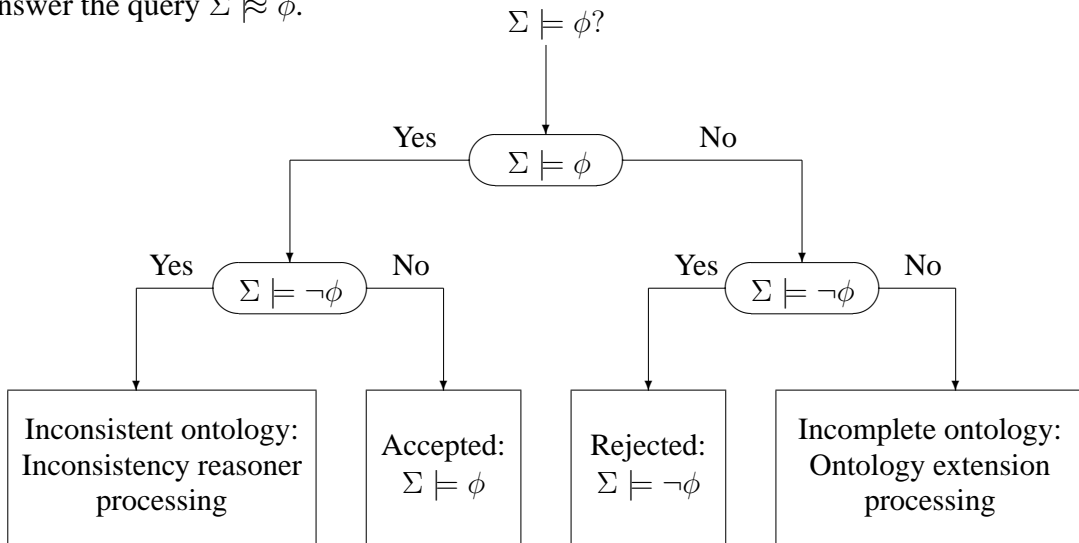 nswer the query Σ |≈ ϕ.
Σ |= ϕ?
Yes
No
Σ |= ϕ
Yes
No
Yes
No
Σ |= ¬ϕ
Σ |= ¬ϕ
Inconsistent ontology:
Inconsistency reasoner
processing
Accepted:
Σ |= ϕ
Rejected:
Σ |= ¬ϕ
Incomplete ontology:
Ontology extension
processing